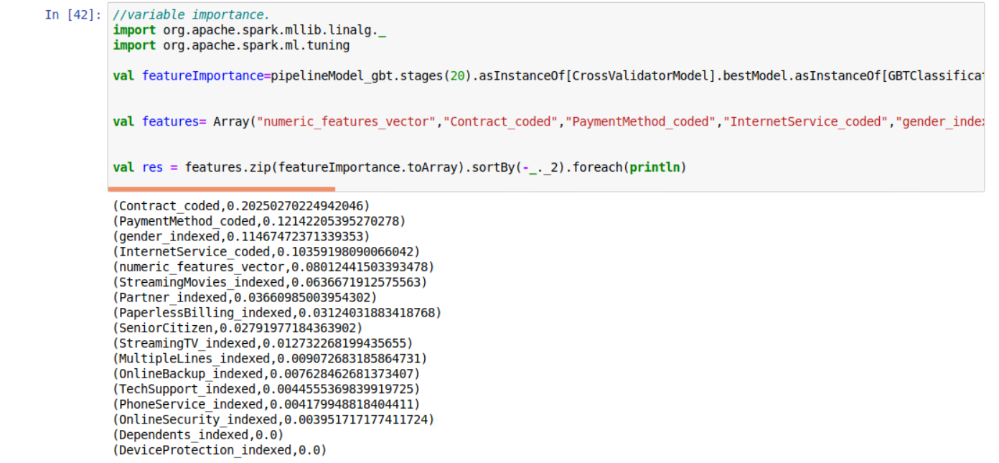 In [42]: //variable importance.
import org.apache.spark.mllib.linalg._
import org.apache.spark.ml.tuning
val featureImportance=pipelineModel_gbt.stages(20).asInstanceOf[CrossValidatorModel].bestModel.asInstanceOf[GBTClassificat
val features= Array("numeric_features_vector","Contract_coded","PaymentMethod_coded","InternetService_coded","gender_index
val res = features.zip(featureImportance.toArray).sortBy(-_._2).foreach(println)
(Contract_coded,0.20250270224942046)
(PaymentMethod_coded,0.12142205395270278)
(gender_indexed,0.11467472371339353)
(InternetService_coded,0.10359198090066042)
(numeric_features_vector,0.08012441503393478)
(StreamingMovies_indexed,0.0636671912575563)
(Partner_indexed,0.03660985003954302)
(PaperlessBilling_indexed,0.03124031883418768)
(SeniorCitizen,0.02791977184363902)
(StreamingTV_indexed,0.012732268199435655)
(MultipleLines_indexed,0.009072683185864731)
(OnlineBackup_indexed,0.007628462681373407)
(TechSupport_indexed,0.0044555369839919725)
(PhoneService_indexed,0.004179948818404411)
(OnlineSecurity_indexed,0.003951717177411724)
(Dependents_indexed,0.0)
(DeviceProtection_indexed,0.0)